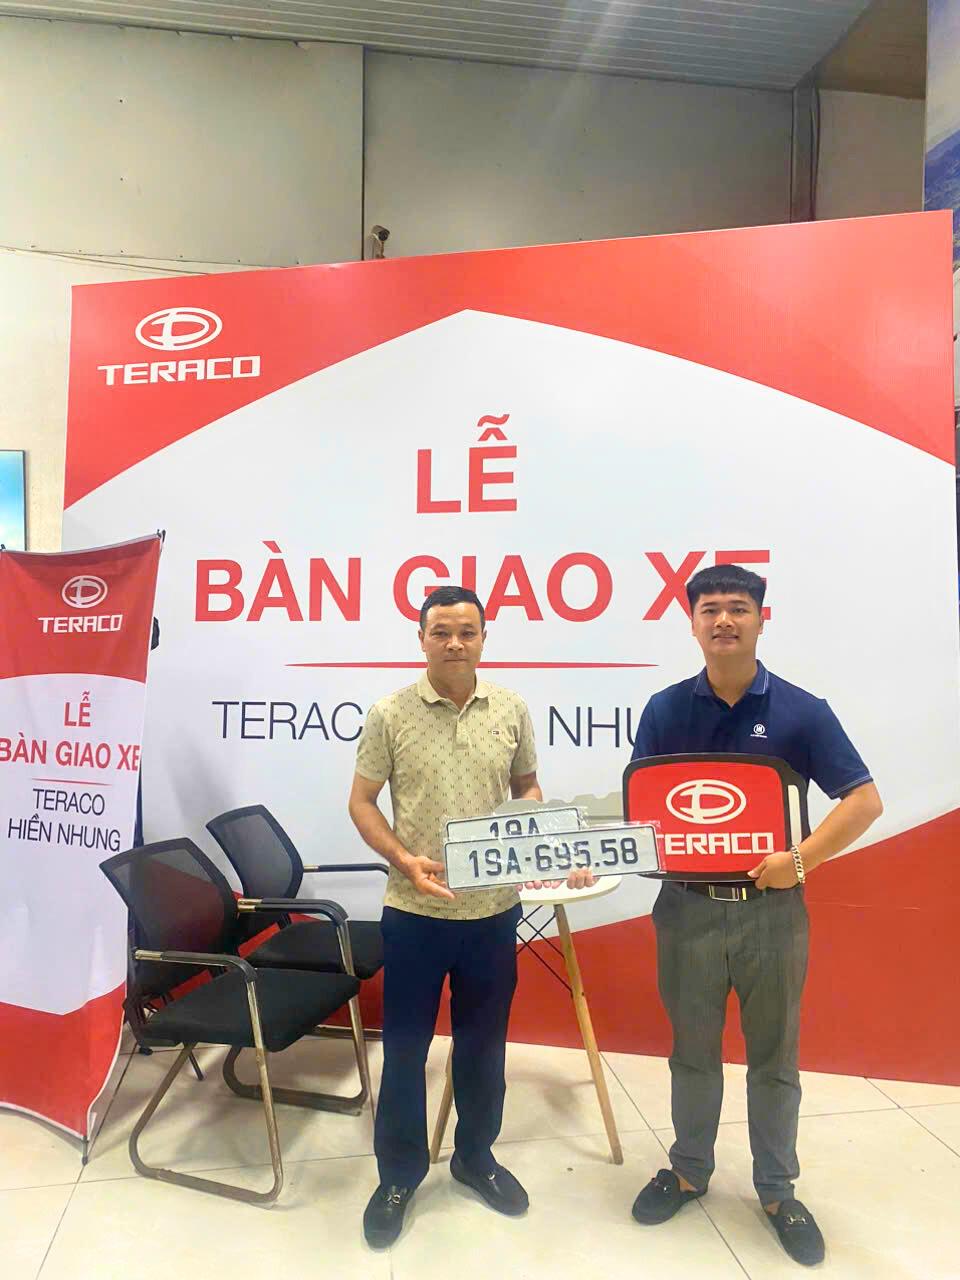 TERACO
LỄ
BÀN GIAO XE
NHU
TERACO
LỄ
BÀN GIAO XE
TERACO
HIỀN NHUNG
19A
19A-695.58
TERACO